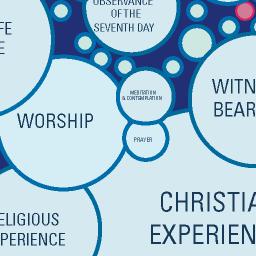 OBSERVANCE
OF THE
SEVENTH DAY
FE
E
MEDITATION
& CONTEMPLATION
WITN
BEAR
WORSHIP
PRAYER
CHRISTIA
EXPERIEN
ELIGIOUS
PERIENCE